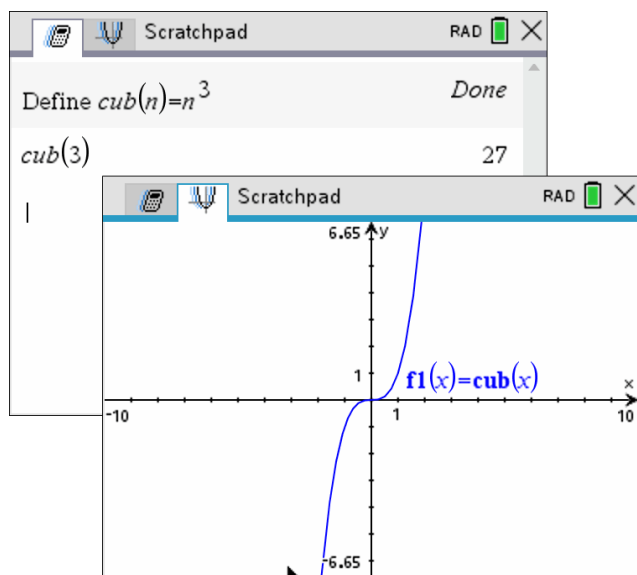 Scratchpad RAD
Define cub(n)=n³ Done
cub(3) 27
Scratchpad RAD
6.65 y
1 f1(x)=cub(x)
x
-10 1 10
-6.65